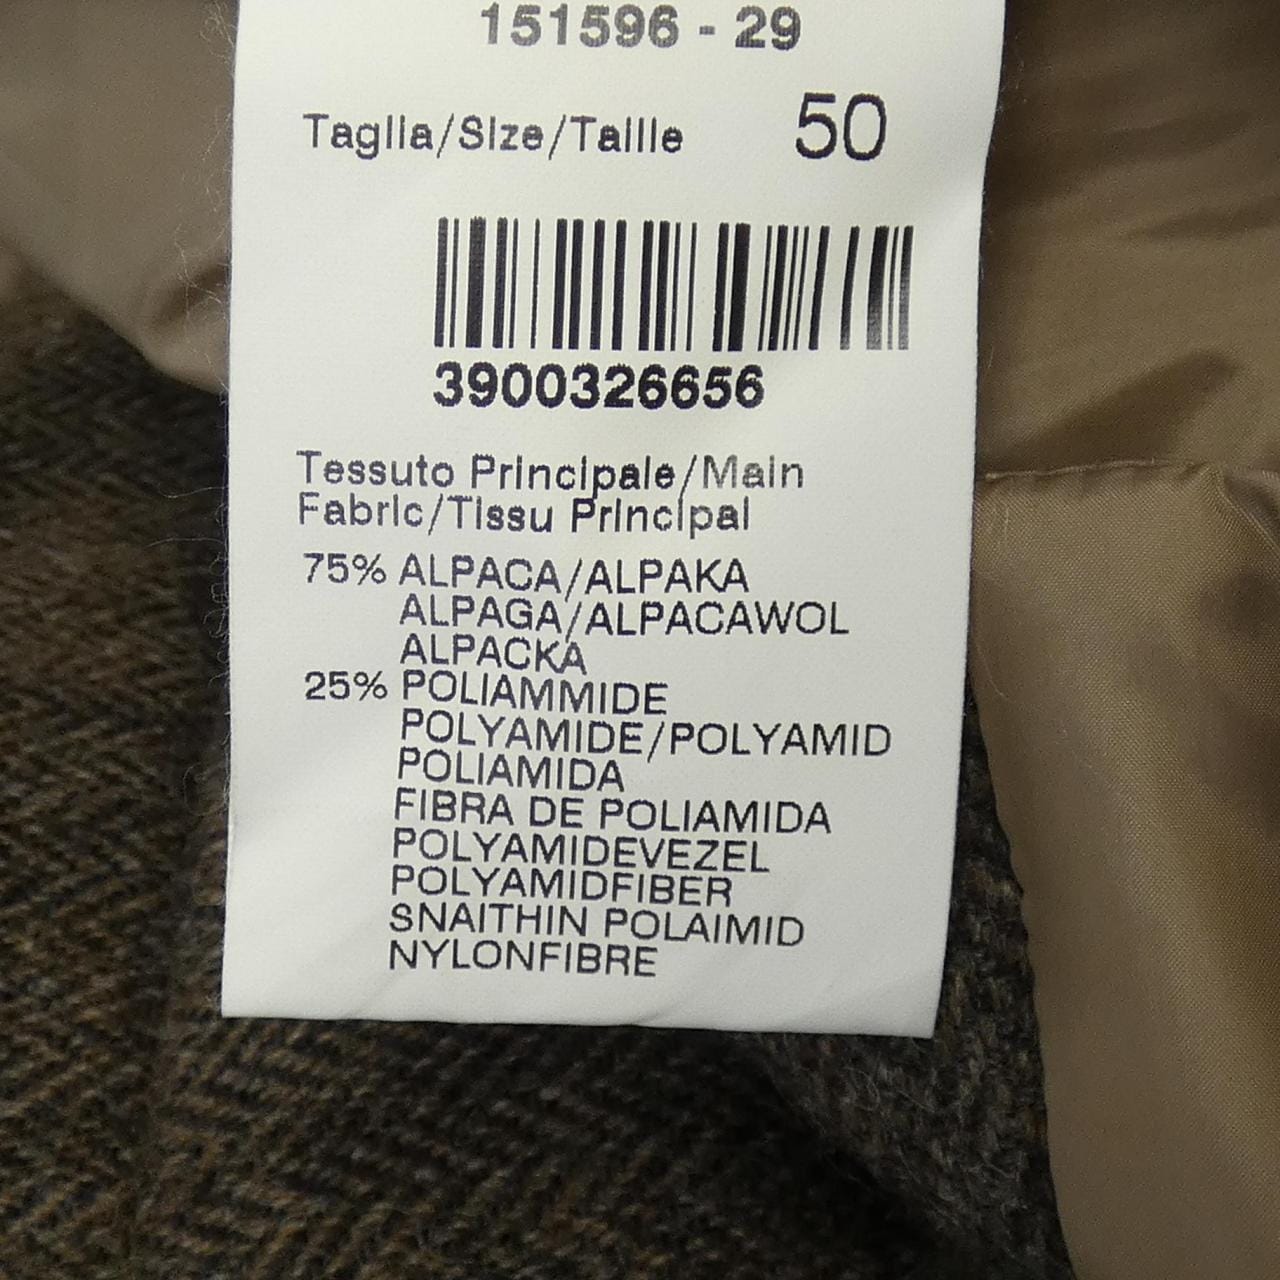 151596 - 29
Taglia/Size/Taille 50
3900326656
Tessuto Principale/Main
Fabric/Tissu Principal
75% ALPACA/ALPAKA
ALPAGA/ALPACAWOL
ALPACKA
25% POLIAMMIDE
POLYAMIDE/POLYAMID
POLIAMIDA
FIBRA DE POLIAMIDA
POLYAMIDEVEZEL
POLYAMIDFIBER
SNAITHIN POLAIMID
NYLONFIBRE